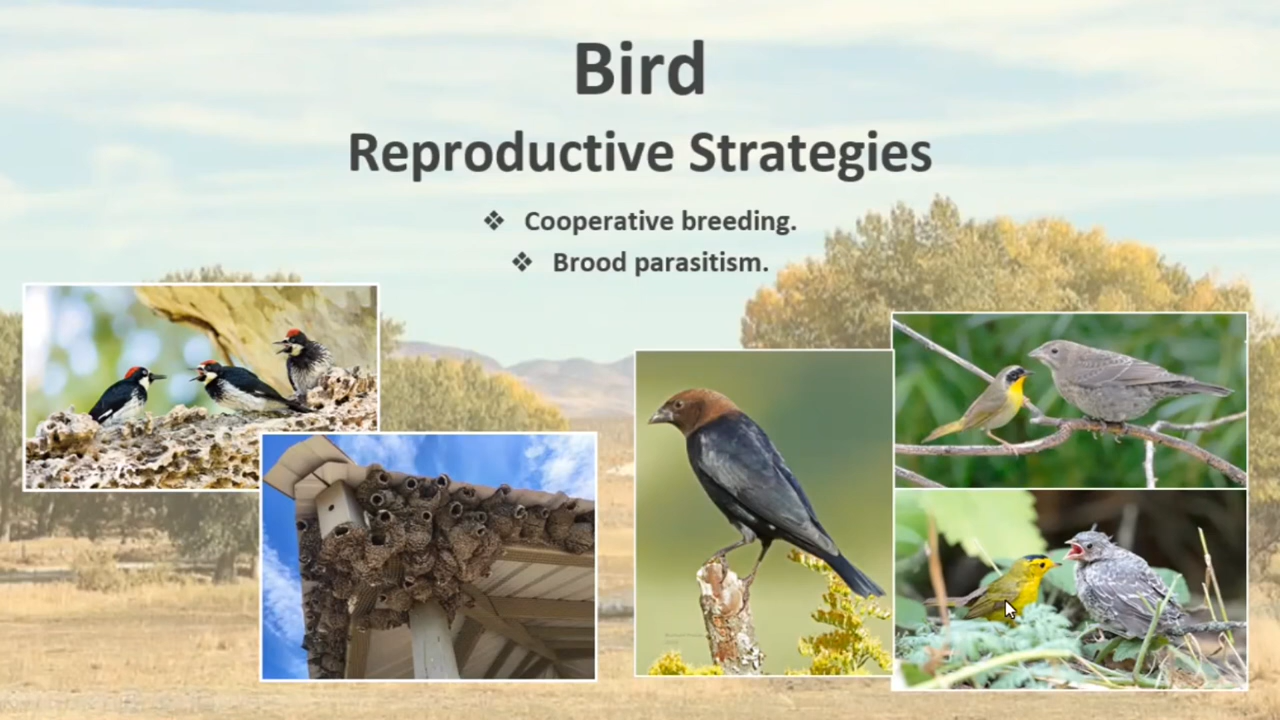 Bird
Reproductive Strategies
❖ Cooperative breeding.
❖ Brood parasitism.